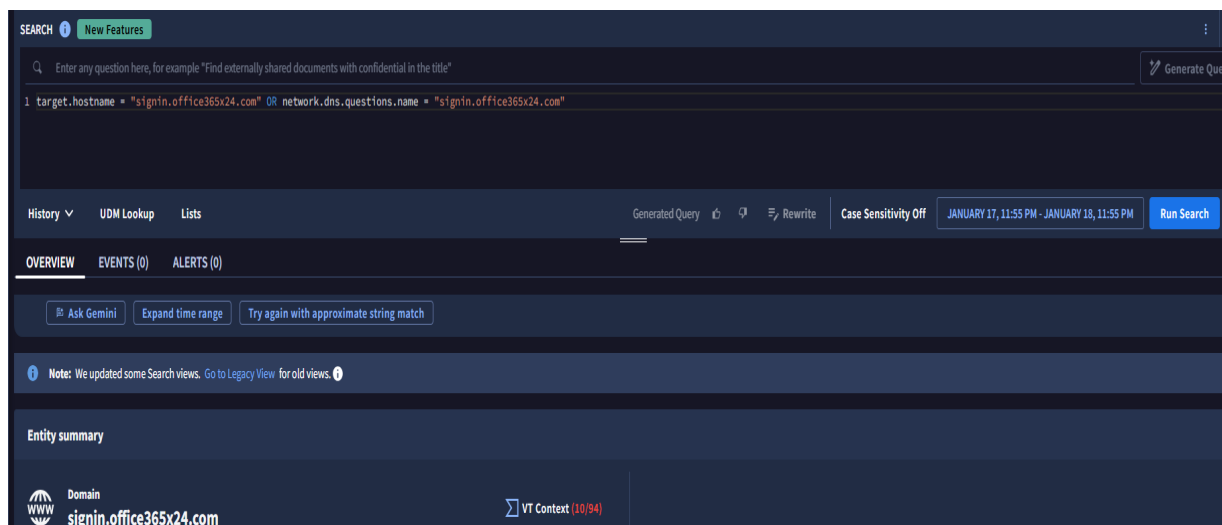 SEARCH New Features
Enter any question here, for example "Find externally shared documents with confidential in the title"
Generate Que
1 target.hostname = "signin.office365x24.com" OR network.dns.questions.name = "signin.office365x24.com"
History UDM Lookup Lists Generated Query Rewrite Case Sensitivity Off JANUARY 17, 11:55 PM - JANUARY 18, 11:55 PM Run Search
OVERVIEW EVENTS (0) ALERTS (0)
Ask Gemini Expand time range Try again with approximate string match
Note: We updated some Search views. Go to Legacy View for old views.
Entity summary
WWW
Domain
signin.office365x24.com
VT Context (10/94)